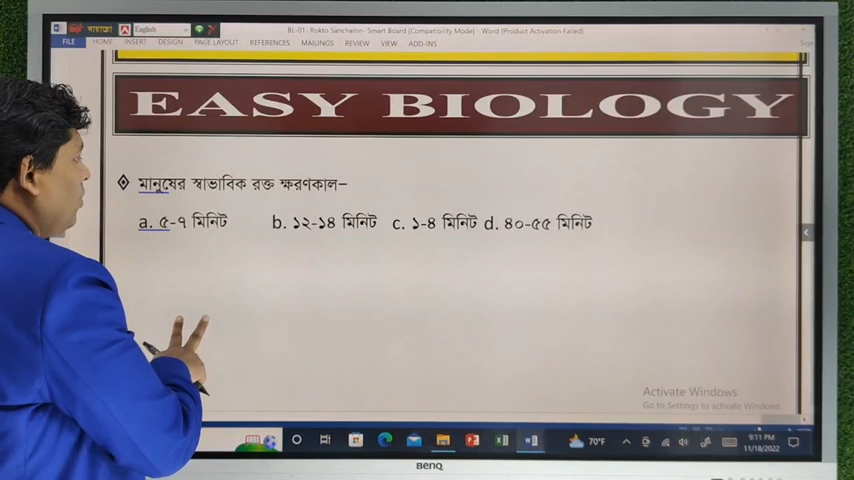 English
BL-01- Rokto Sanchalon- Smart Board [Compatibility Mode] - Word (Product Activation Failed)
FILE HOME INSERT DESIGN PAGE LAYOUT REFERENCES MAILINGS REVIEW VIEW ADD-INS Sign
EASY BIOLOGY
মানুষের স্বাভাবিক রক্ত ক্ষরণকাল–
a. ৫-৭ মিনিট b. ১২-১৪ মিনিট c. ১-৪ মিনিট d. ৪০-৫৫ মিনিট
Activate Windows
Go to Settings to activate Windows.
70°F
9:11 PM
11/18/2022
BenQ